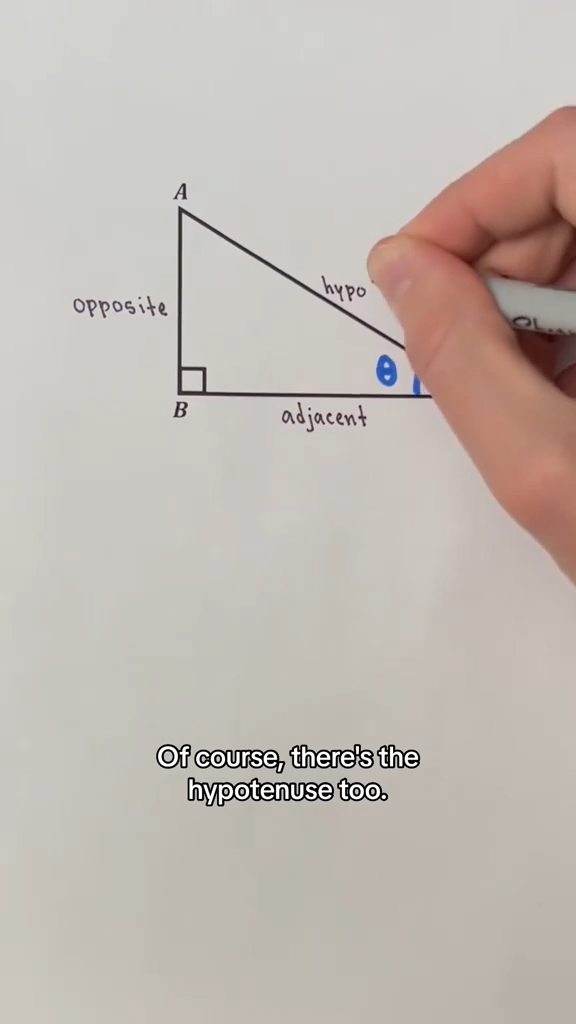 A
hypo
opposite
θ
B
adjacent
Of course, there's the
hypotenuse too.